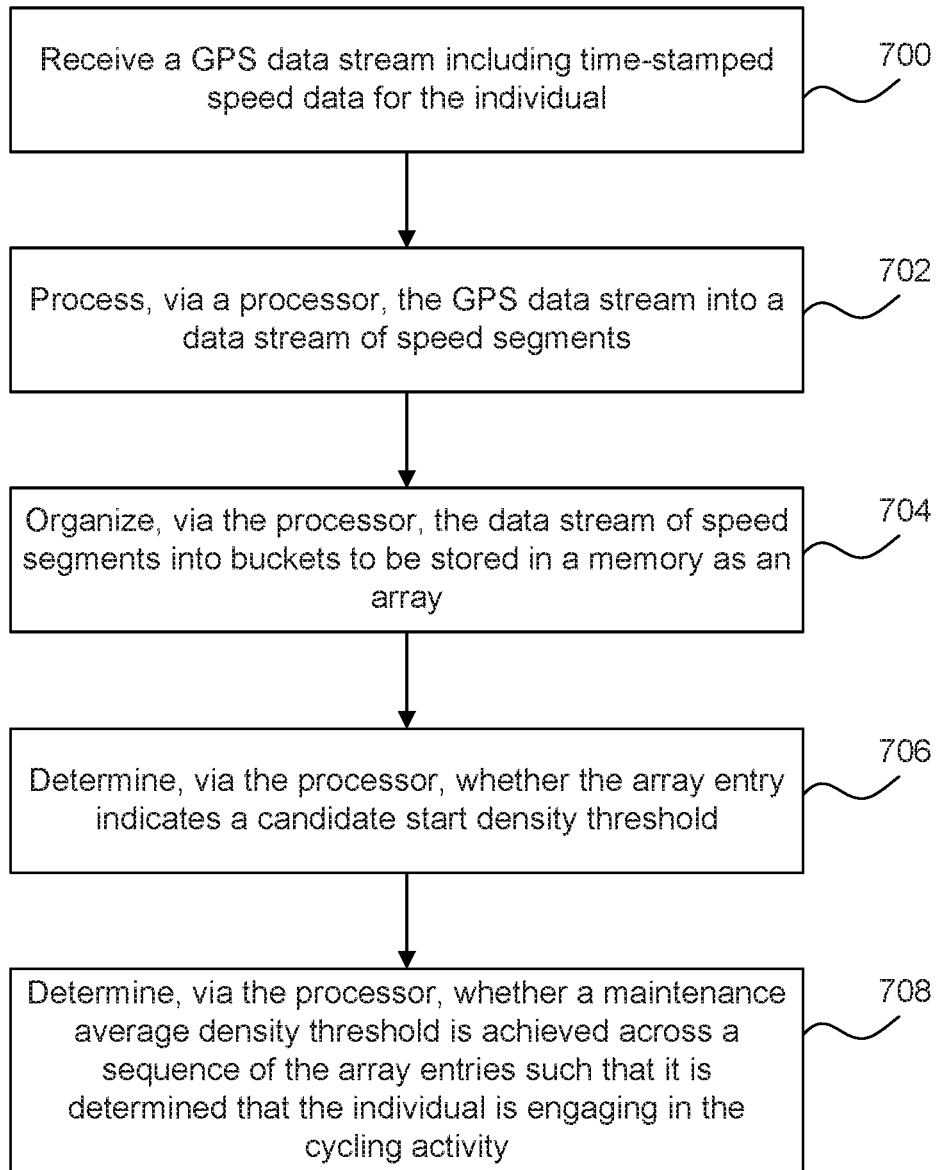 Receive a GPS data stream including time-stamped
speed data for the individual
700
Process, via a processor, the GPS data stream into a
data stream of speed segments
702
Organize, via the processor, the data stream of speed
segments into buckets to be stored in a memory as an
array
704
Determine, via the processor, whether the array entry
indicates a candidate start density threshold
706
Determine, via the processor, whether a maintenance
average density threshold is achieved across a
sequence of the array entries such that it is
determined that the individual is engaging in the
cycling activity
708